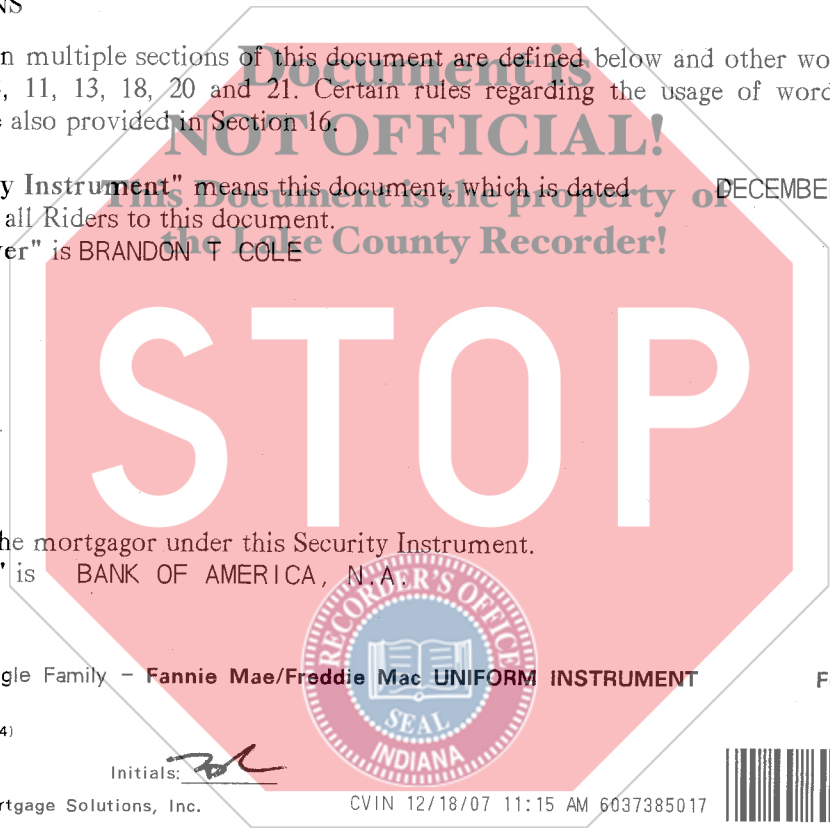 NS
n multiple sections of this document are defined below and other wo
, 11, 13, 18, 20 and 21. Certain rules regarding the usage of word
also provided in Section 16.
y Instrument" means this document, which is dated DECEMBE
all Riders to this document.
er" is BRANDON T COLE
Document is
NOT OFFICIAL!
This Document is the property of
the Lake County Recorder!
STOP
he mortgagor under this Security Instrument.
" is BANK OF AMERICA, N.A.
RECORDER'S OFFICE
SEAL
INDIANA
gle Family – Fannie Mae/Freddie Mac UNIFORM INSTRUMENT F
4)
Initials:
rtgage Solutions, Inc.
CVIN 12/18/07 11:15 AM 6037385017